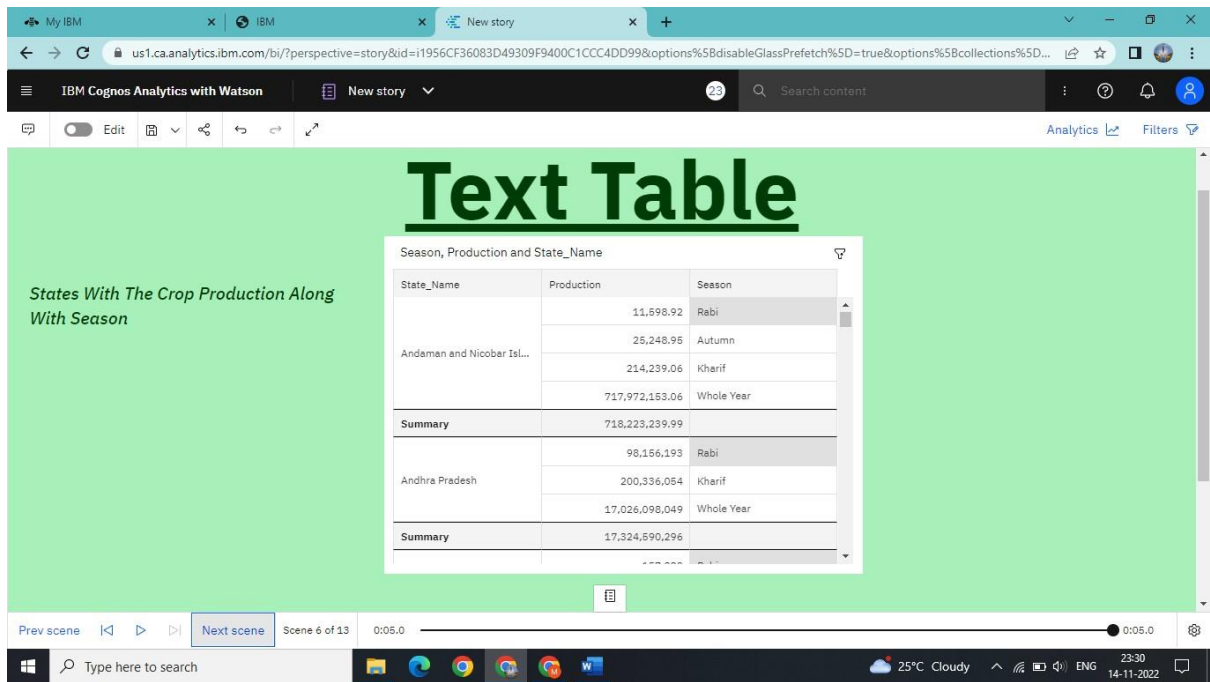 My IBM
IBM
New story
us1.ca.analytics.ibm.com/bi/?perspective=story&id=i1956CF36083D49309F9400C1CCC4DD99&options%5BdisableGlassPrefetch%5D=true&options%5Bcollections%5D...
IBM Cognos Analytics with Watson
New story
23
Search content
Edit
Analytics
Filters
Text Table
States With The Crop Production Along
With Season
Season, Production and State_Name
State_Name Production Season
11,598.92 Rabi
25,248.95 Autumn
Andaman and Nicobar Isl...
214,239.06 Kharif
717,972,153.06 Whole Year
Summary 718,223,239.99
98,156,193 Rabi
Andhra Pradesh 200,336,054 Kharif
17,026,098,049 Whole Year
Summary 17,324,590,296
Prev scene
Next scene
Scene 6 of 13
0:05.0
0:05.0
Type here to search
W
25°C Cloudy
ENG
23:30
14-11-2022